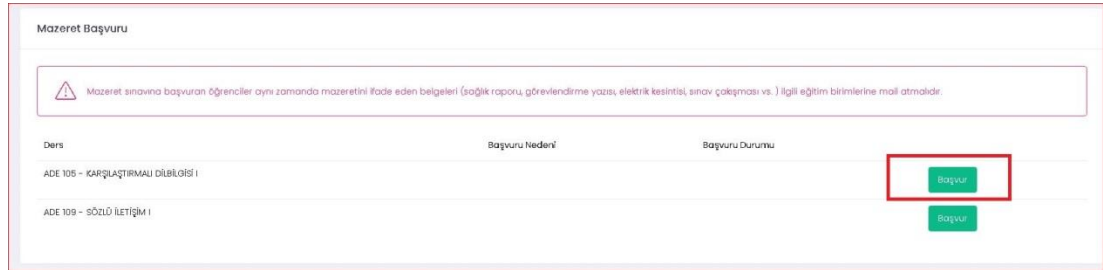 Mazeret Başvuru
Mazeret sınavına başvuran öğrenciler aynı zamanda mazeretini ifade eden belgeleri (sağlık raporu, görevlendirme yazısı, elektrik kesintisi, sınav çakışması vs. ) ilgili eğitim birimlerine mail atmalıdır.
Ders Başvuru Nedeni Başvuru Durumu
ADE 105 - KARŞILAŞTIRMALI DİLBİLGİSİ I Başvur
ADE 109 - SÖZLÜ İLETİŞİM I Başvur